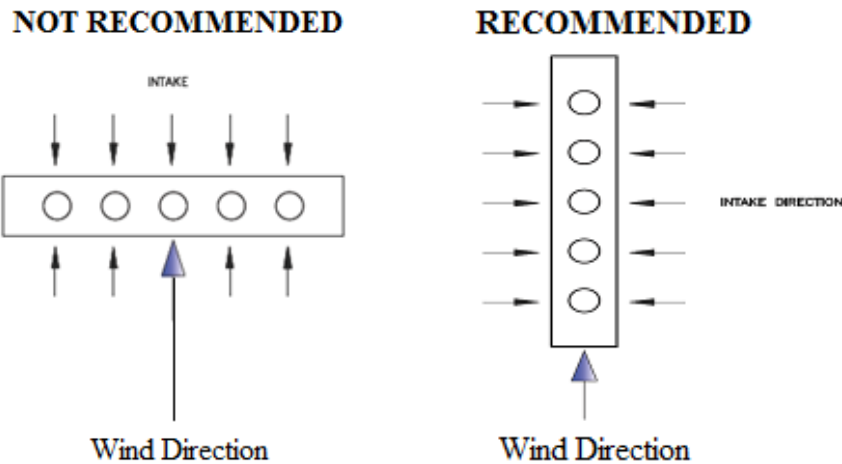 NOT RECOMMENDED
RECOMMENDED
INTAKE
INTAKE DIRECTION
Wind Direction
Wind Direction